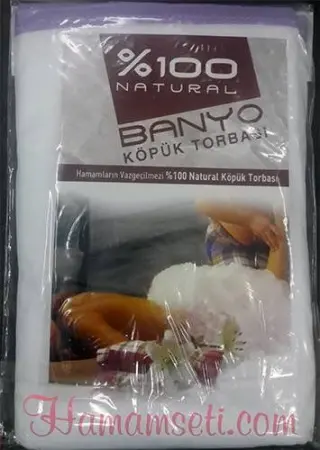 %100
NATURAL
BANYO
KÖPÜK TORBASI
Hamamların Vazgeçilmezi %100 Natural Köpük Torbası
Hamamseti.com